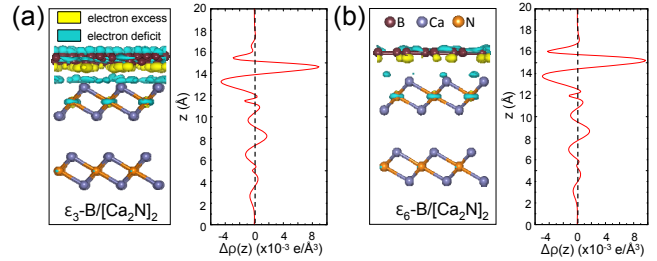 (a)
electron excess
electron deficit
ε3-B/[Ca2N]2
20
18
16
14
12
10
8
6
4
2
0
z (Å)
-4 0 4 8
Δρ(z) (x10-3 e/Å3)
(b)
B Ca N
ε6-B/[Ca2N]2
20
18
16
14
12
10
8
6
4
2
0
z (Å)
-4 0 4 8
Δρ(z) (x10-3 e/Å3)